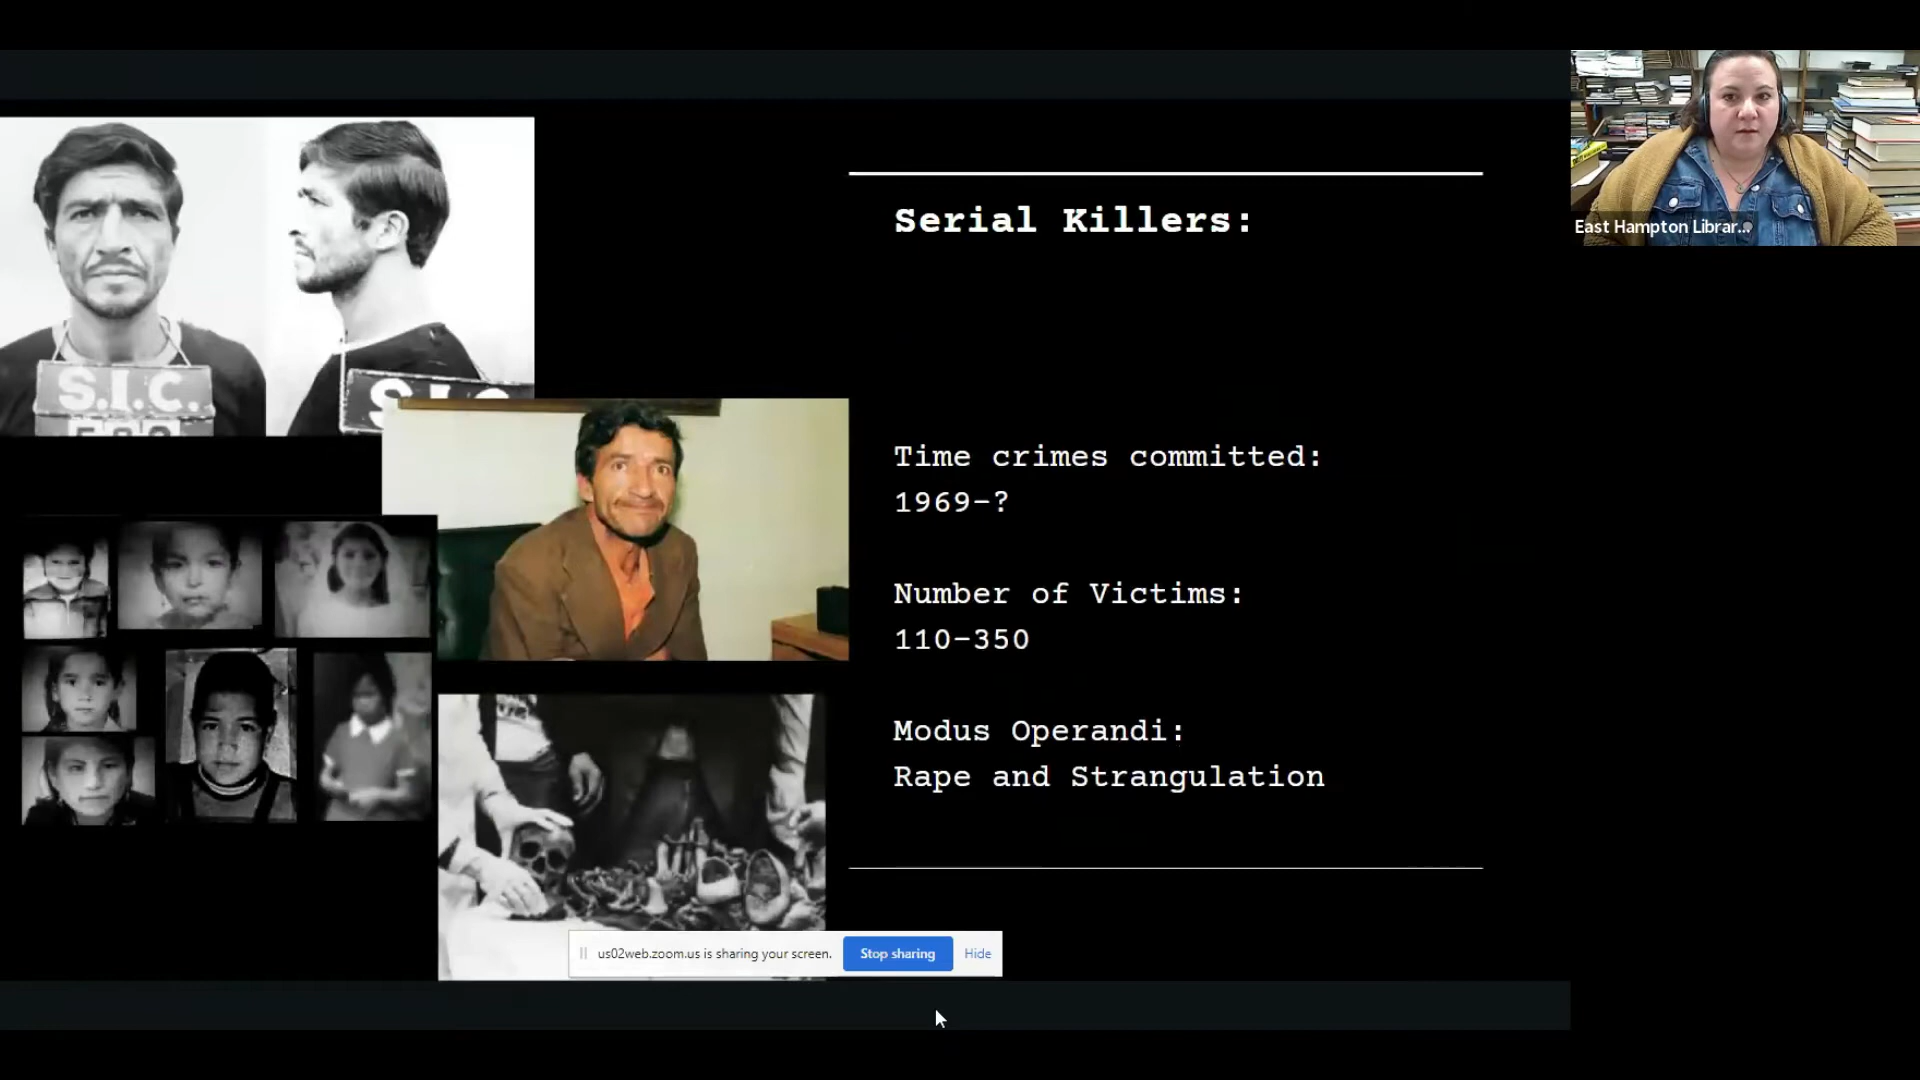 East Hampton Librar...
Serial Killers:
S.I.C.
Time crimes committed:
1969-?
Number of Victims:
110-350
Modus Operandi:
Rape and Strangulation
us02web.zoom.us is sharing your screen.
Stop sharing
Hide